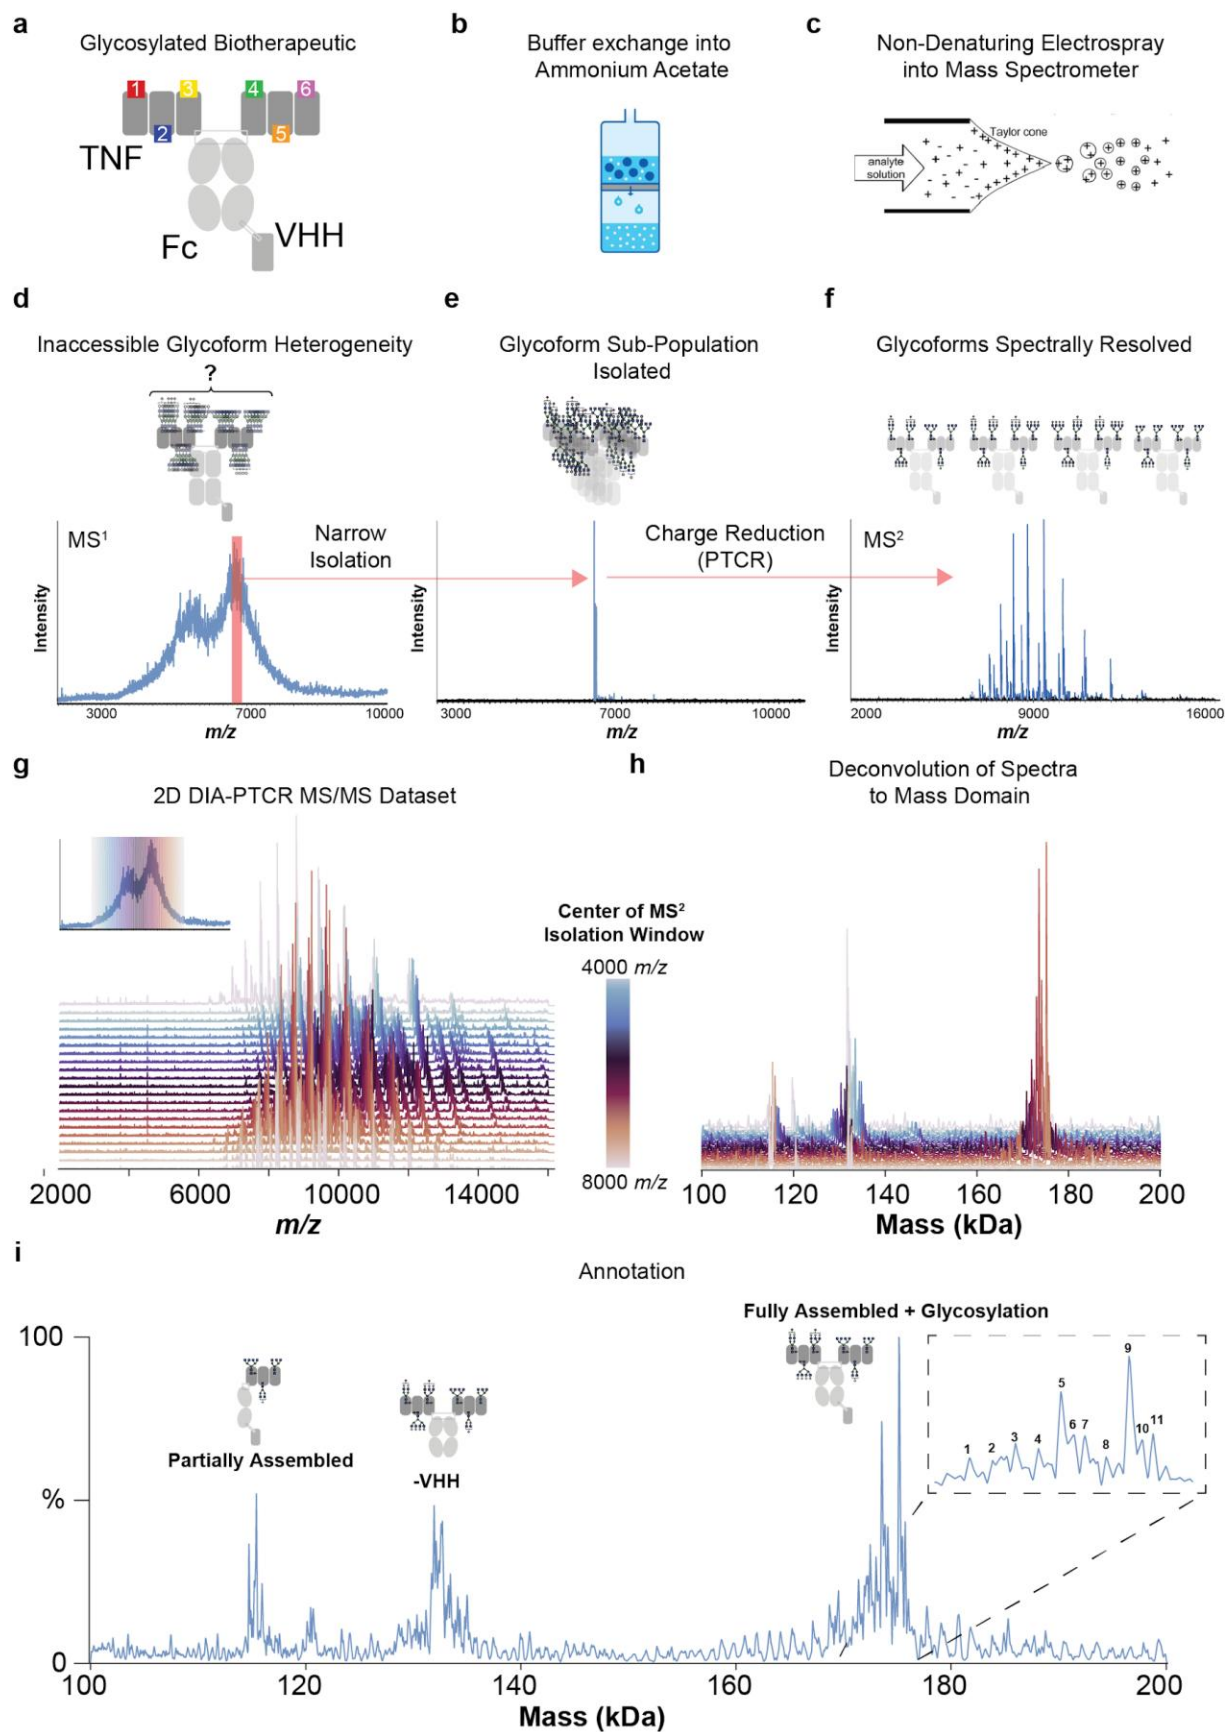 a
Glycosylated Biotherapeutic
1
2
3
4
5
6
TNF
Fc
VHH
b
Buffer exchange into
Ammonium Acetate
c
Non-Denaturing Electrospray
into Mass Spectrometer
Taylor cone
analyte
solution
d
Inaccessible Glycoform Heterogeneity
?
MS¹
Intensity
3000
7000
10000
m/z
Narrow
Isolation
e
Glycoform Sub-Population
Isolated
Intensity
3000
7000
10000
m/z
Charge Reduction
(PTCR)
f
Glycoforms Spectrally Resolved
MS²
Intensity
2000
9000
16000
m/z
g
2D DIA-PTCR MS/MS Dataset
2000
6000
10000
14000
m/z
Center of MS²
Isolation Window
4000 m/z
8000 m/z
h
Deconvolution of Spectra
to Mass Domain
100
120
140
160
180
200
Mass (kDa)
i
Annotation
100
%
0
Partially Assembled
-VHH
Fully Assembled + Glycosylation
1
2
3
4
5
6
7
8
9
10
11
100
120
140
160
180
200
Mass (kDa)